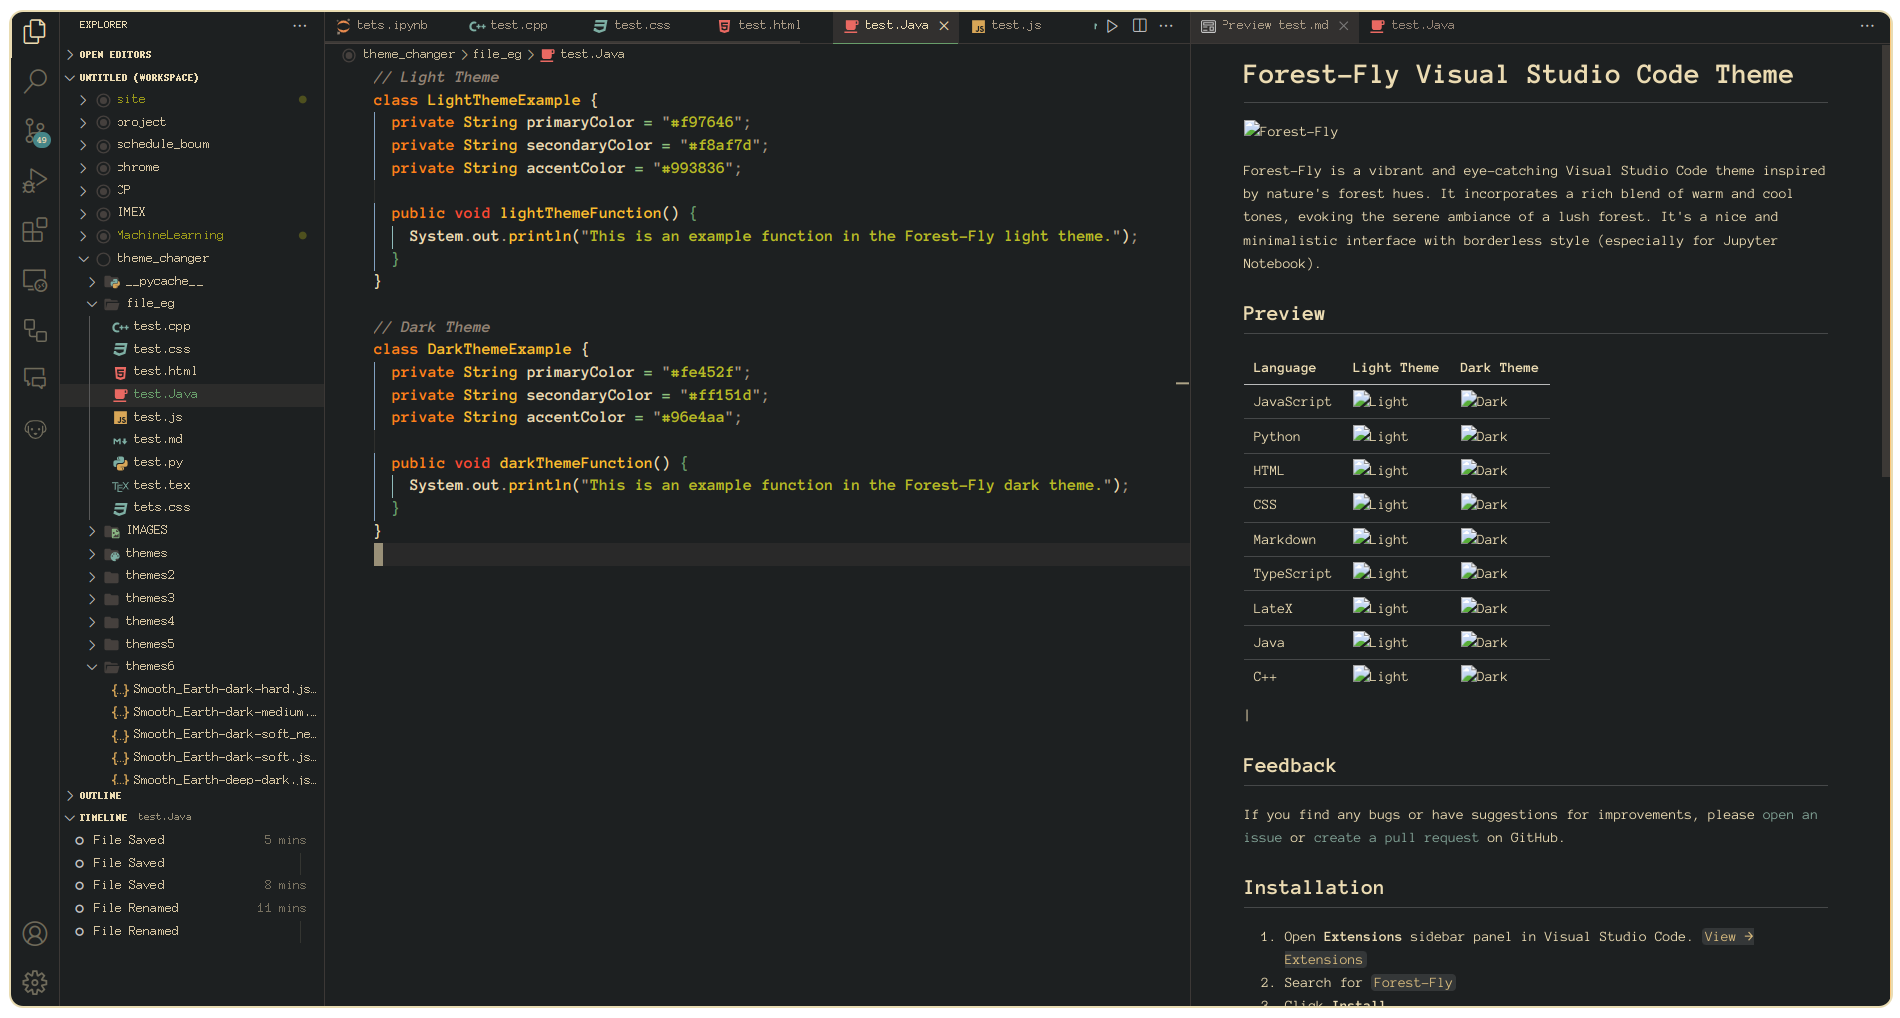 EXPLORER
OPEN EDITORS
UNTITLED (WORKSPACE)
site
project
schedule_boum
chrome
CP
IMEX
MachineLearning
theme_changer
__pycache__
file_eg
test.cpp
test.css
test.html
test.Java
test.js
test.md
test.py
test.tex
tets.css
IMAGES
themes
themes2
themes3
themes4
themes5
themes6
Smooth_Earth-dark-hard.js…
Smooth_Earth-dark-medium.…
Smooth_Earth-dark-soft_ne…
Smooth_Earth-dark-soft.js…
Smooth_Earth-deep-dark.js…
OUTLINE
TIMELINE test.Java
File Saved 5 mins
File Saved
File Saved 8 mins
File Renamed 11 mins
File Renamed
49
tets.ipynb test.cpp test.css test.html test.Java test.js
theme_changer > file_eg > test.Java
// Light Theme
class LightThemeExample {
private String primaryColor = "#f97646";
private String secondaryColor = "#f8af7d";
private String accentColor = "#993836";
public void lightThemeFunction() {
System.out.println("This is an example function in the Forest-Fly light theme.");
}
}
// Dark Theme
class DarkThemeExample {
private String primaryColor = "#fe452f";
private String secondaryColor = "#ff151d";
private String accentColor = "#96e4aa";
public void darkThemeFunction() {
System.out.println("This is an example function in the Forest-Fly dark theme.");
}
}
Preview test.md test.Java
Forest-Fly Visual Studio Code Theme
Forest-Fly
Forest-Fly is a vibrant and eye-catching Visual Studio Code theme inspired
by nature's forest hues. It incorporates a rich blend of warm and cool
tones, evoking the serene ambiance of a lush forest. It's a nice and
minimalistic interface with borderless style (especially for Jupyter
Notebook).
Preview
Language Light Theme Dark Theme
JavaScript Light Dark
Python Light Dark
HTML Light Dark
CSS Light Dark
Markdown Light Dark
TypeScript Light Dark
LateX Light Dark
Java Light Dark
C++ Light Dark
|
Feedback
If you find any bugs or have suggestions for improvements, please open an
issue or create a pull request on GitHub.
Installation
1. Open Extensions sidebar panel in Visual Studio Code. View →
Extensions
2. Search for Forest-Fly
3. Click Install